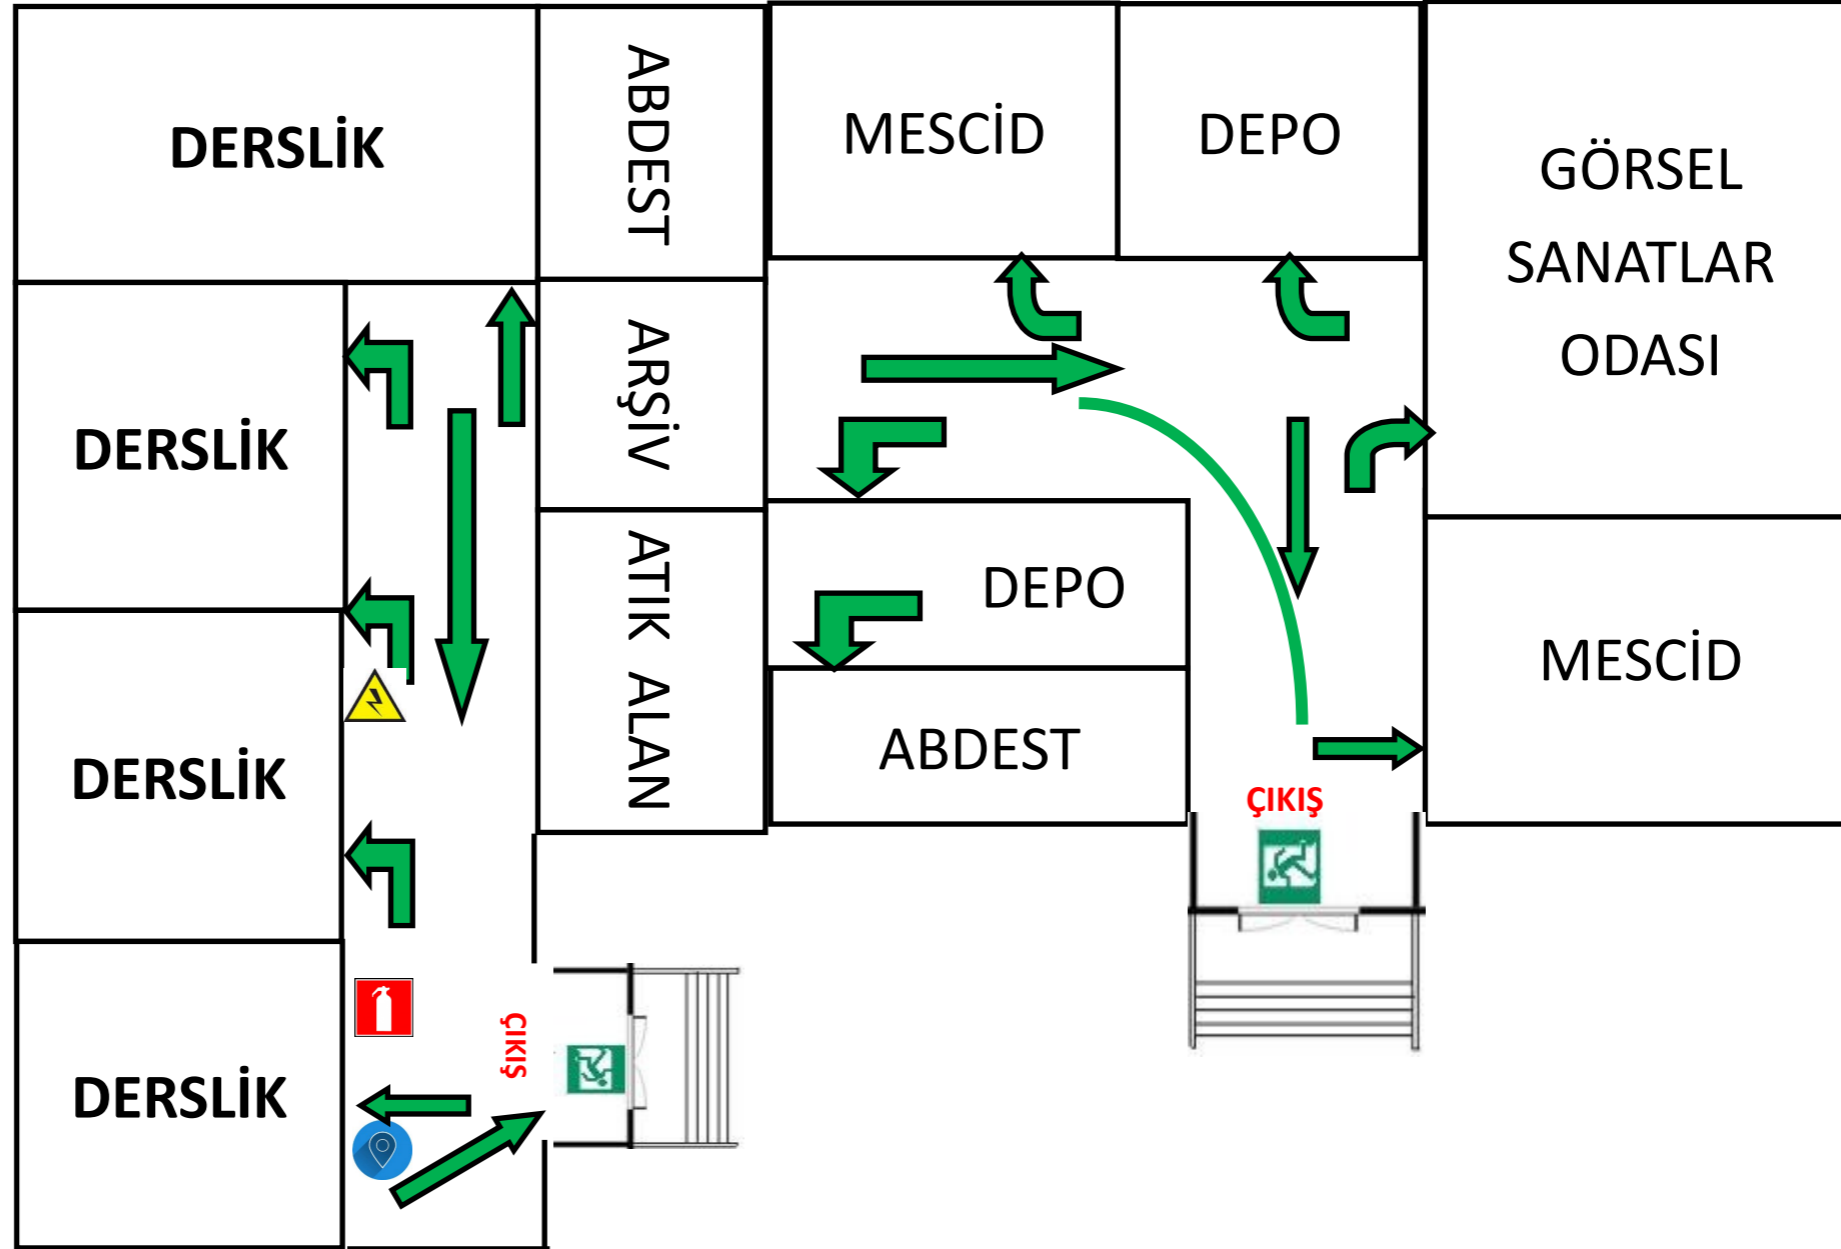 DERSLİK
ABDEST
MESCİD
DEPO
GÖRSEL
SANATLAR
ODASI
DERSLİK
ARŞİV
ATIK ALAN
DEPO
MESCİD
DERSLİK
ABDEST
ÇIKIŞ
DERSLİK
ÇIKIŞ